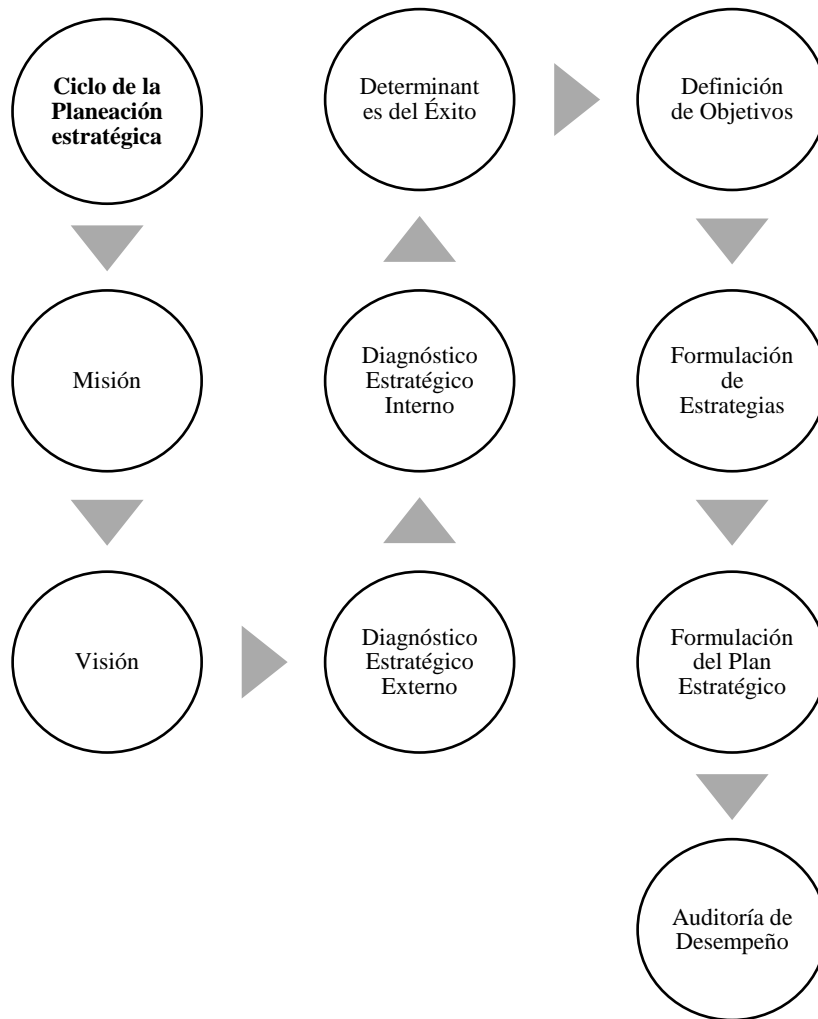 Ciclo de la
Planeación
estratégica
Misión
Visión
Diagnóstico
Estratégico
Externo
Diagnóstico
Estratégico
Interno
Determinant
es del Éxito
Definición
de Objetivos
Formulación
de
Estrategias
Formulación
del Plan
Estratégico
Auditoría de
Desempeño